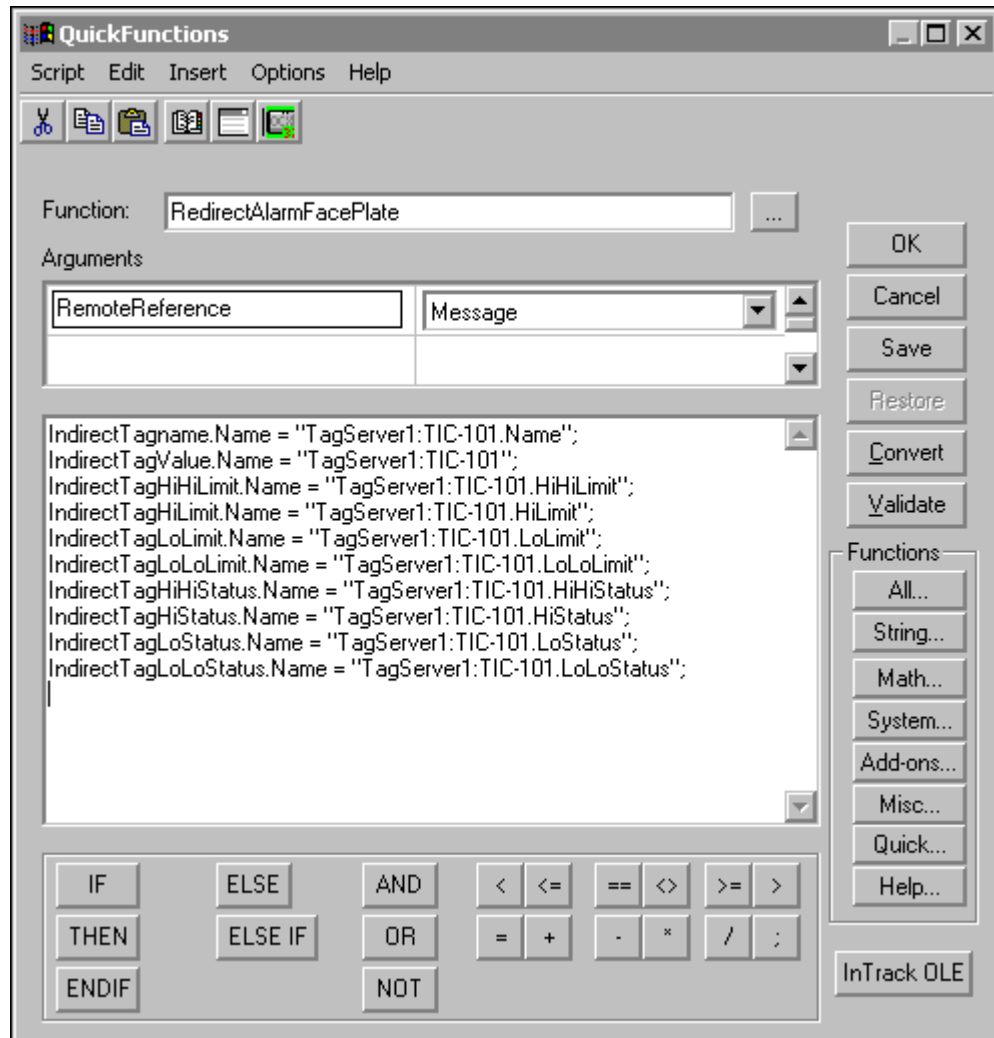 QuickFunctions
Script Edit Insert Options Help
Function: RedirectAlarmFacePlate ...
Arguments
RemoteReference Message
OK
Cancel
Save
Restore
Convert
Validate
IndirectTagname.Name = "TagServer1:TIC-101.Name";
IndirectTagValue.Name = "TagServer1:TIC-101";
IndirectTagHiHiLimit.Name = "TagServer1:TIC-101.HiHiLimit";
IndirectTagHiLimit.Name = "TagServer1:TIC-101.HiLimit";
IndirectTagLoLimit.Name = "TagServer1:TIC-101.LoLimit";
IndirectTagLoLoLimit.Name = "TagServer1:TIC-101.LoLoLimit";
IndirectTagHiHiStatus.Name = "TagServer1:TIC-101.HiHiStatus";
IndirectTagHiStatus.Name = "TagServer1:TIC-101.HiStatus";
IndirectTagLoStatus.Name = "TagServer1:TIC-101.LoStatus";
IndirectTagLoLoStatus.Name = "TagServer1:TIC-101.LoLoStatus";
Functions
All...
String...
Math...
System...
Add-ons...
Misc...
Quick...
Help...
IF ELSE AND < <= == <> >= >
THEN ELSE IF OR = + - * / ;
ENDIF NOT
InTrack OLE